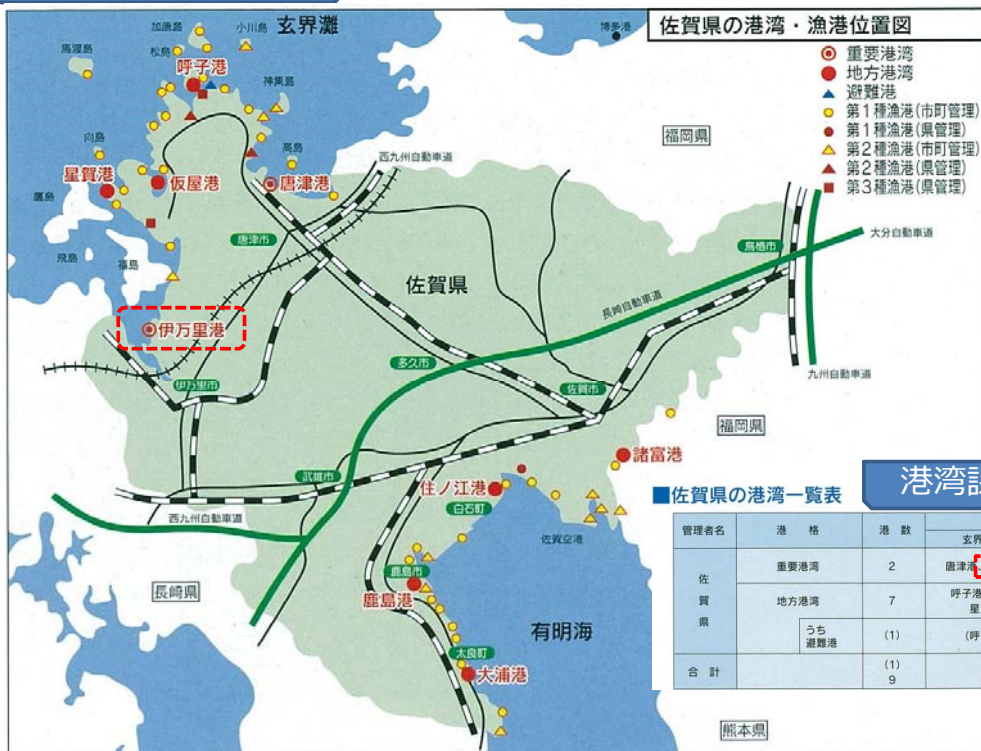 佐賀県の港湾・漁港位置図
重要港湾
地方港湾
避難港
第1種漁港(市町管理)
第1種漁港(県管理)
第2種漁港(市町管理)
第2種漁港(県管理)
第3種漁港(県管理)
加唐島
小川島
玄界灘
博多港
馬渡島
松島
呼子港
神集島
福岡県
向島
高島
西九州自動車道
星賀港
仮屋港
唐津港
鷹島
唐津市
大分自動車道
鳥栖市
飛島
福島
佐賀県
長崎自動車道
伊万里港
多久市
九州自動車道
伊万里市
佐賀市
福岡県
諸富港
武雄市
住ノ江港
白石町
西九州自動車道
佐賀空港
長崎県
鹿島市
鹿島港
有明海
太良町
大浦港
熊本県
港湾
■佐賀県の港湾一覧表
管理者名 港格 港数
佐賀県 重要港湾 2 唐津港
地方港湾 7 呼子港
うち避難港 (1)
合計 (1)
9